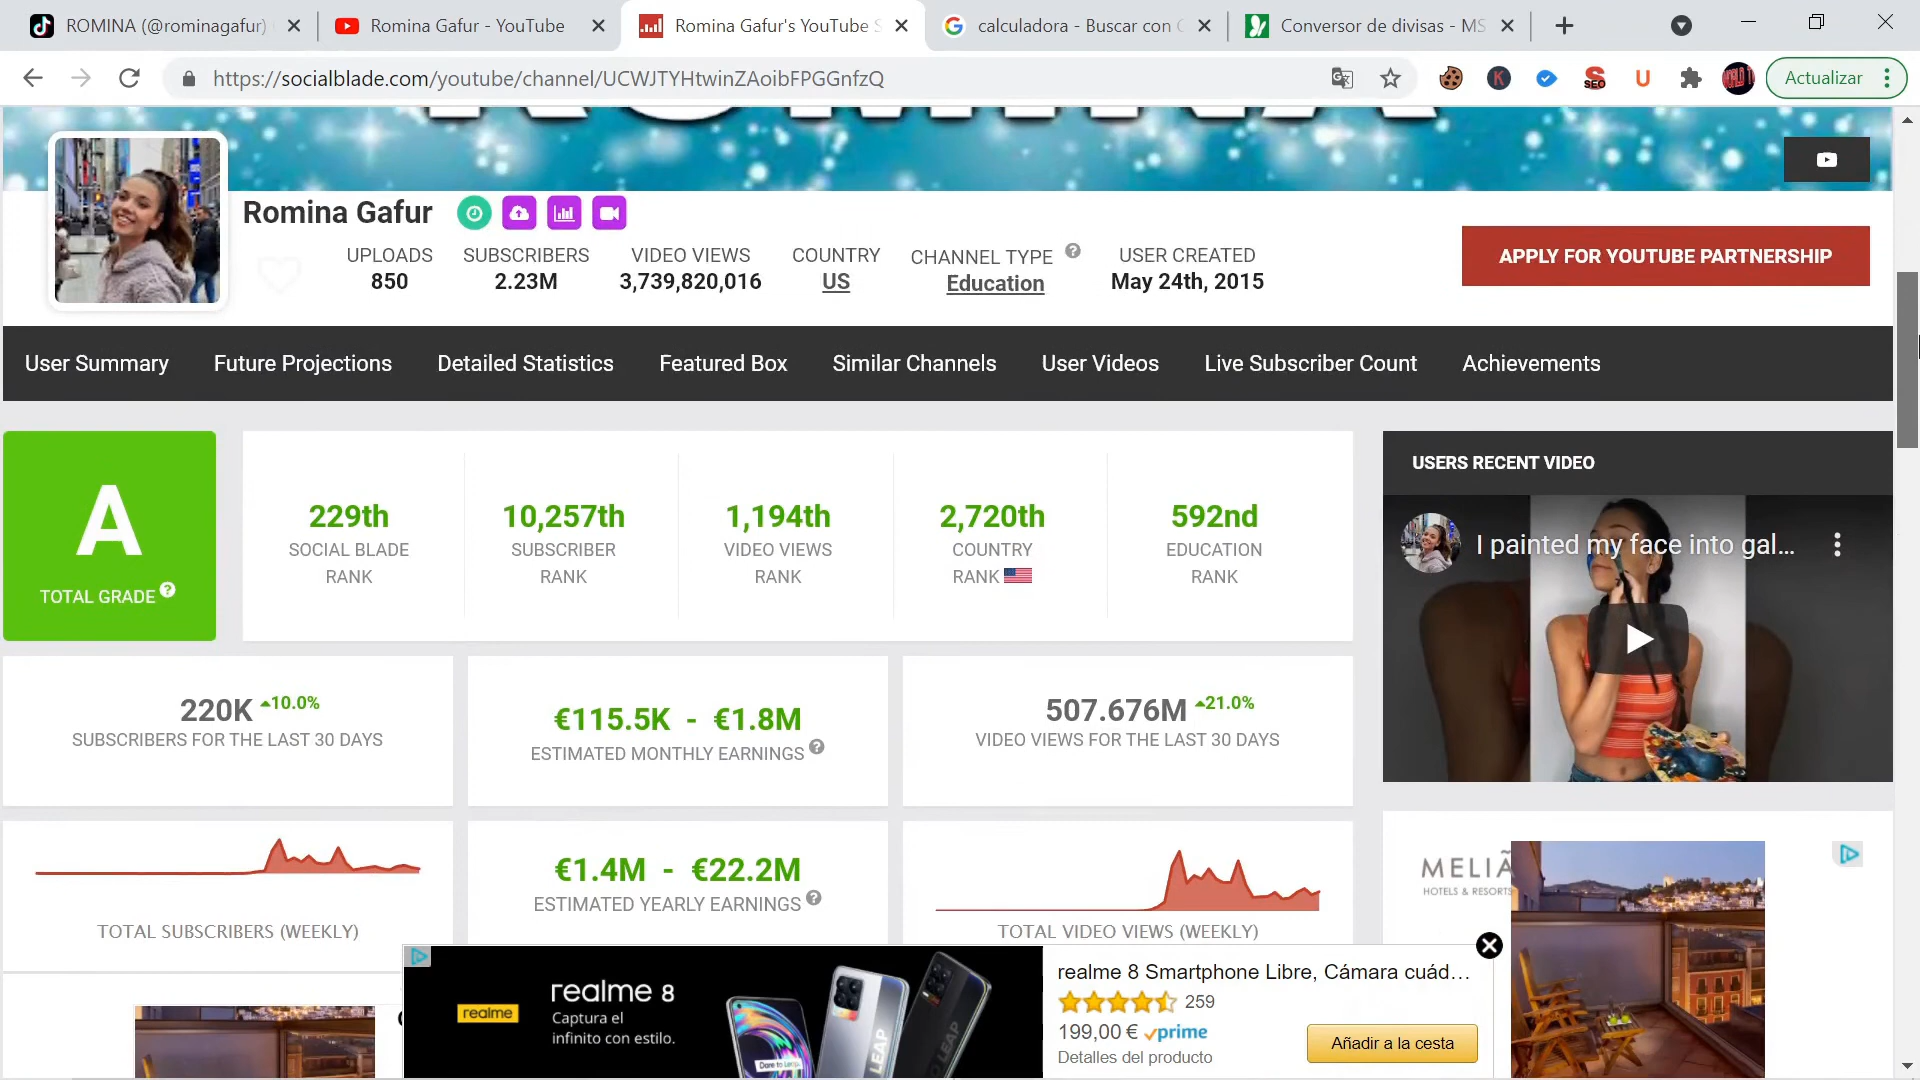 ROMINA (@rominagafur)
Romina Gafur - YouTube
Romina Gafur's YouTube S
calculadora - Buscar con G
Conversor de divisas - MS
https://socialblade.com/youtube/channel/UCWJTYHtwinZAoibFPGGnfzQ
K
SEO
U
WORLD
Actualizar
ROMINA
Romina Gafur
UPLOADS
850
SUBSCRIBERS
2.23M
VIDEO VIEWS
3,739,820,016
COUNTRY
US
CHANNEL TYPE
Education
USER CREATED
May 24th, 2015
APPLY FOR YOUTUBE PARTNERSHIP
User Summary
Future Projections
Detailed Statistics
Featured Box
Similar Channels
User Videos
Live Subscriber Count
Achievements
A
TOTAL GRADE
229th
SOCIAL BLADE
RANK
10,257th
SUBSCRIBER
RANK
1,194th
VIDEO VIEWS
RANK
2,720th
COUNTRY
RANK
592nd
EDUCATION
RANK
USERS RECENT VIDEO
I painted my face into gal...
220K 10.0%
SUBSCRIBERS FOR THE LAST 30 DAYS
€115.5K - €1.8M
ESTIMATED MONTHLY EARNINGS
507.676M 21.0%
VIDEO VIEWS FOR THE LAST 30 DAYS
TOTAL SUBSCRIBERS (WEEKLY)
€1.4M - €22.2M
ESTIMATED YEARLY EARNINGS
TOTAL VIDEO VIEWS (WEEKLY)
MELIÃ
HOTELS & RESORTS
realme
realme 8
Captura el
infinito con estilo.
Dare to Leap
LEAP
realme 8 Smartphone Libre, Cámara cuád...
259
199,00 € prime
Detalles del producto
Añadir a la cesta